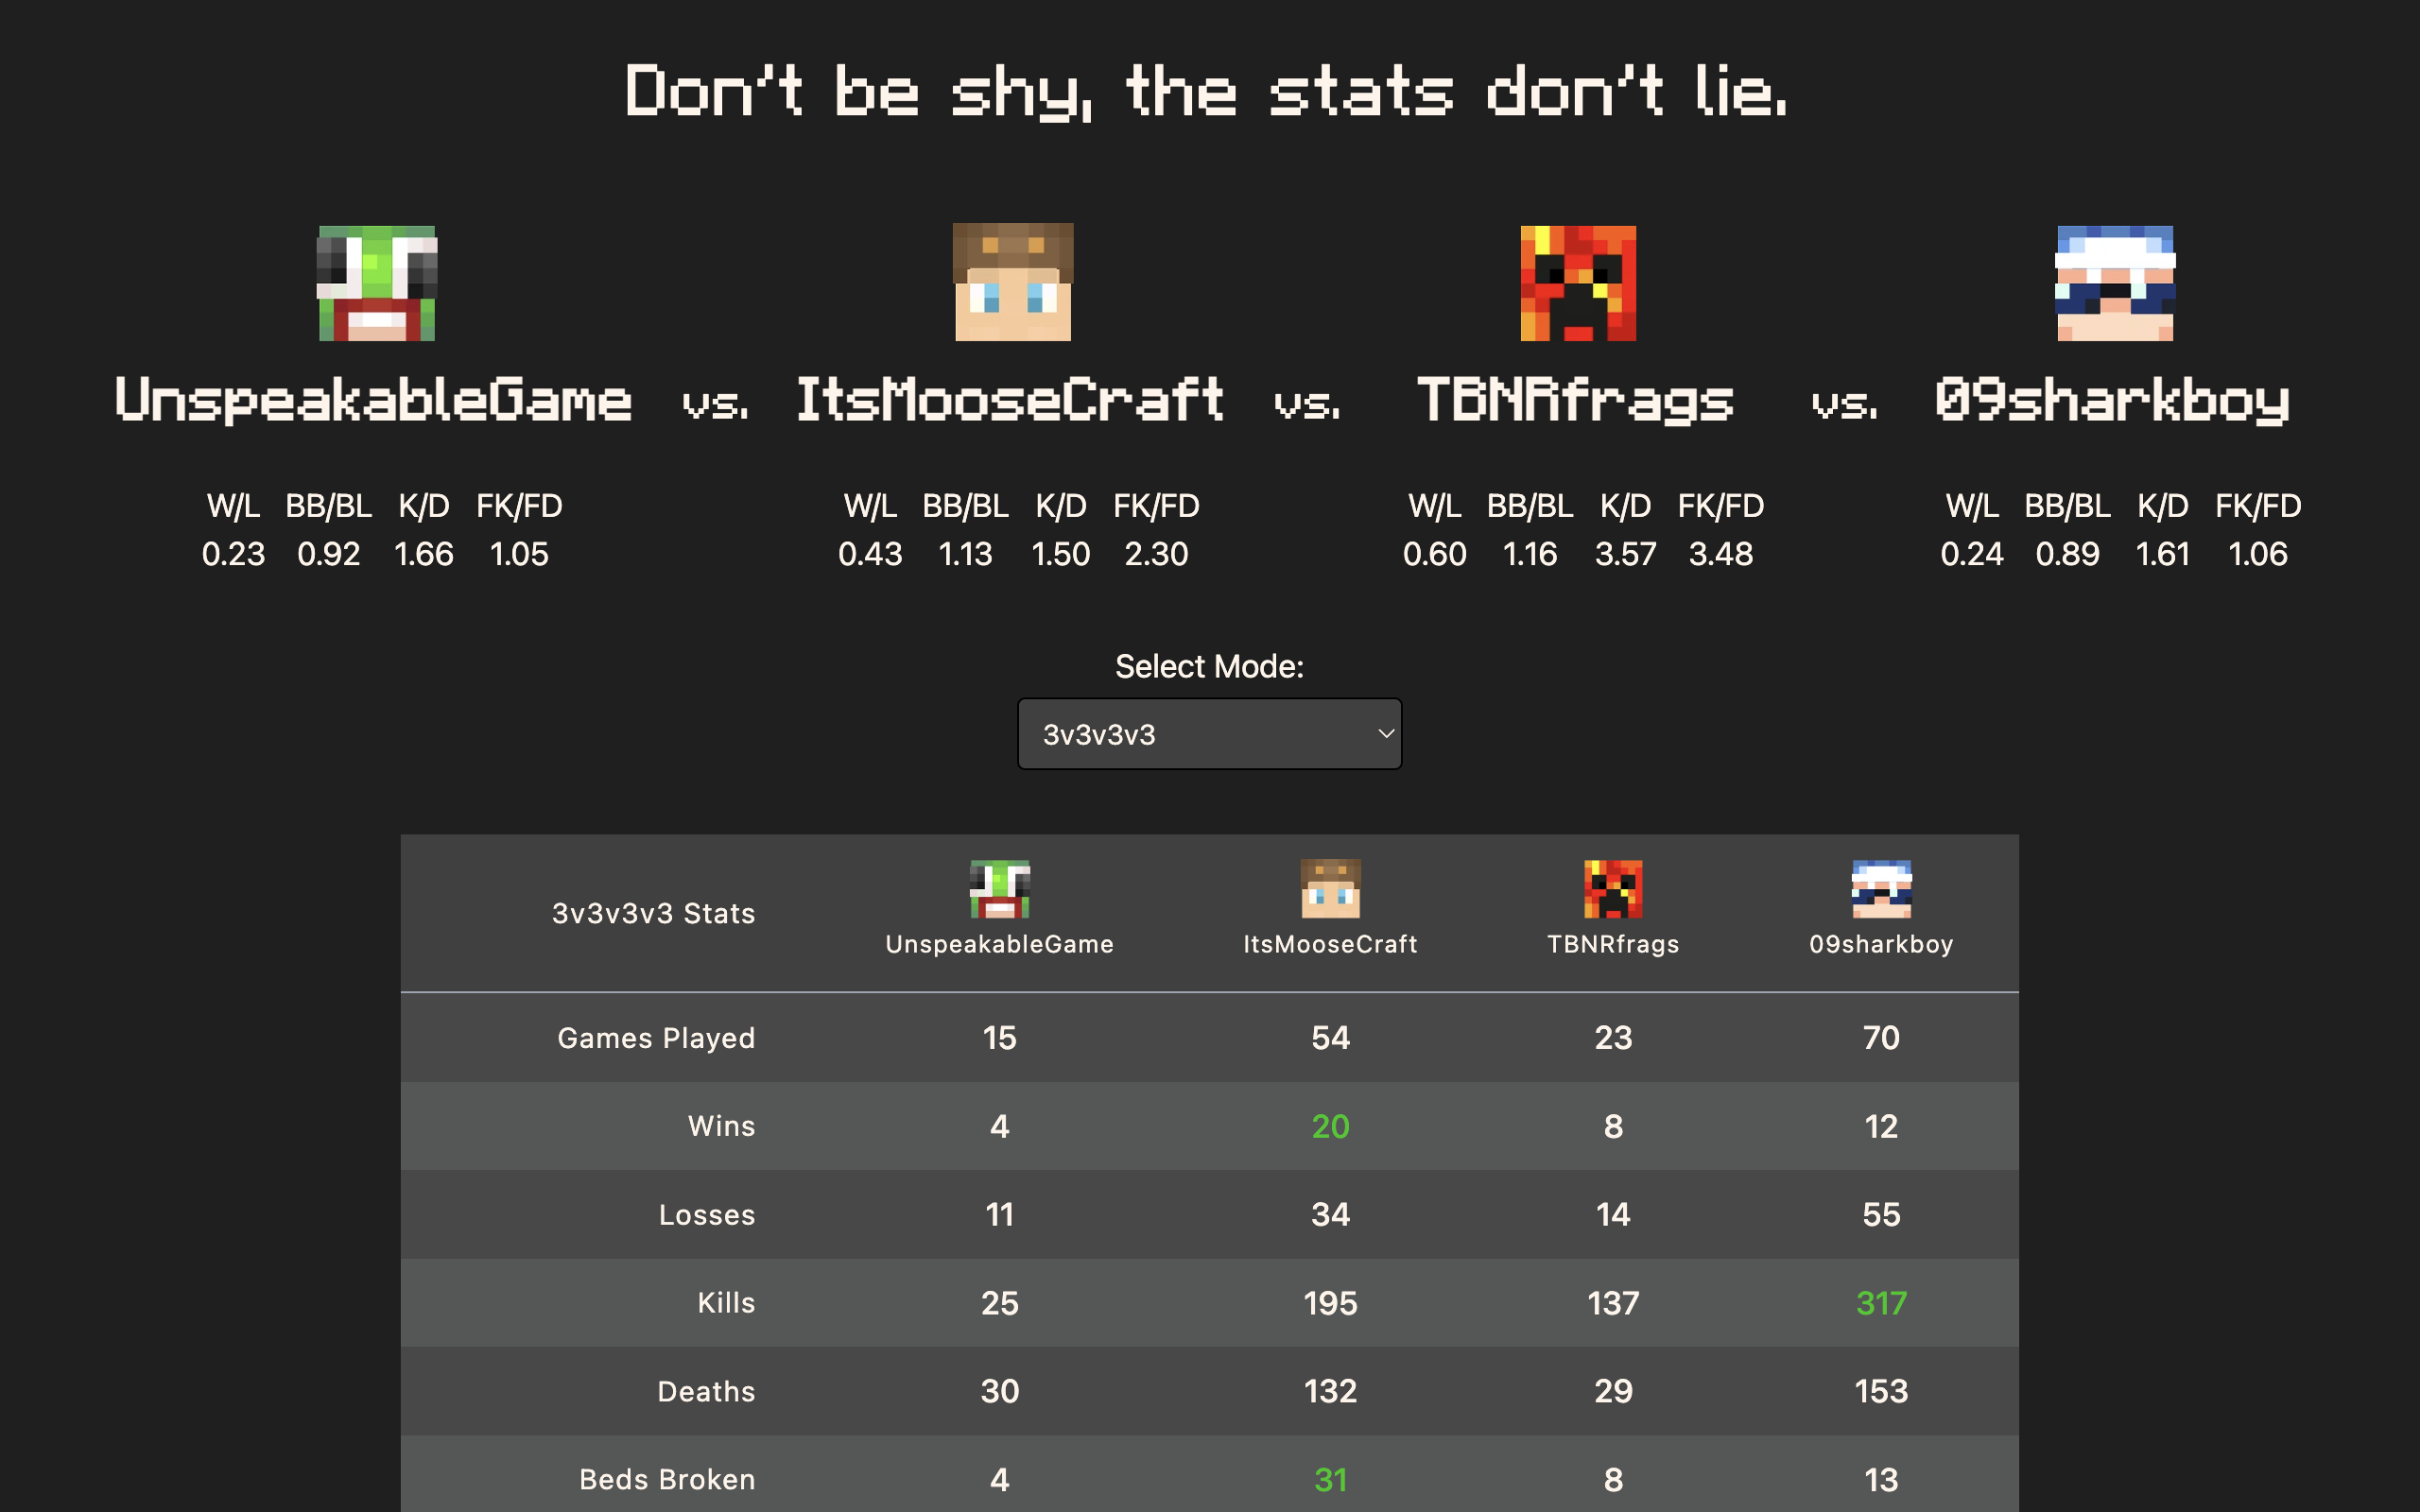 Don't be shy, the stats don't lie.
UnspeakableGame vs. ItsMooseCraft vs. TBNRfrags vs. 09sharkboy
W/L BB/BL K/D FK/FD W/L BB/BL K/D FK/FD W/L BB/BL K/D FK/FD W/L BB/BL K/D FK/FD
0.23 0.92 1.66 1.05 0.43 1.13 1.50 2.30 0.60 1.16 3.57 3.48 0.24 0.89 1.61 1.06
Select Mode:
3v3v3v3
3v3v3v3 Stats UnspeakableGame ItsMooseCraft TBNRfrags 09sharkboy
Games Played 15 54 23 70
Wins 4 20 8 12
Losses 11 34 14 55
Kills 25 195 137 317
Deaths 30 132 29 153
Beds Broken 4 31 8 13